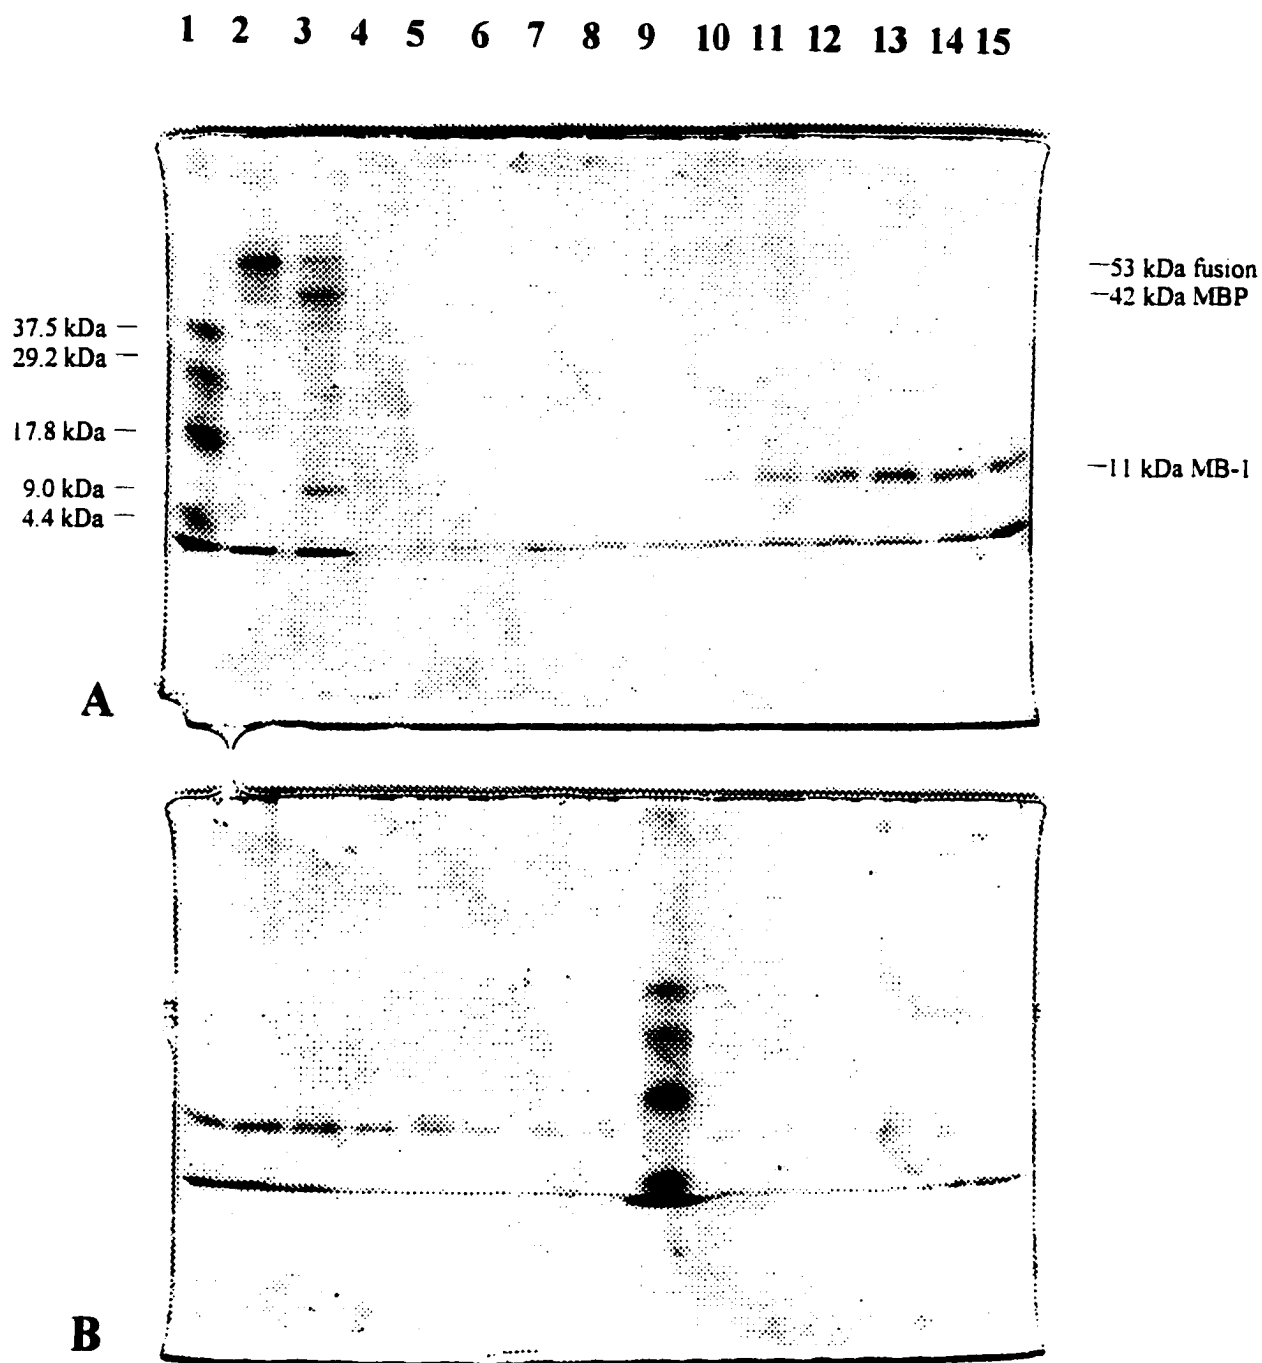 1 2 3 4 5 6 7 8 9 10 11 12 13 14 15
—53 kDa fusion
—42 kDa MBP
37.5 kDa —
29.2 kDa —
17.8 kDa —
—11 kDa MB-1
9.0 kDa —
4.4 kDa —
A
B